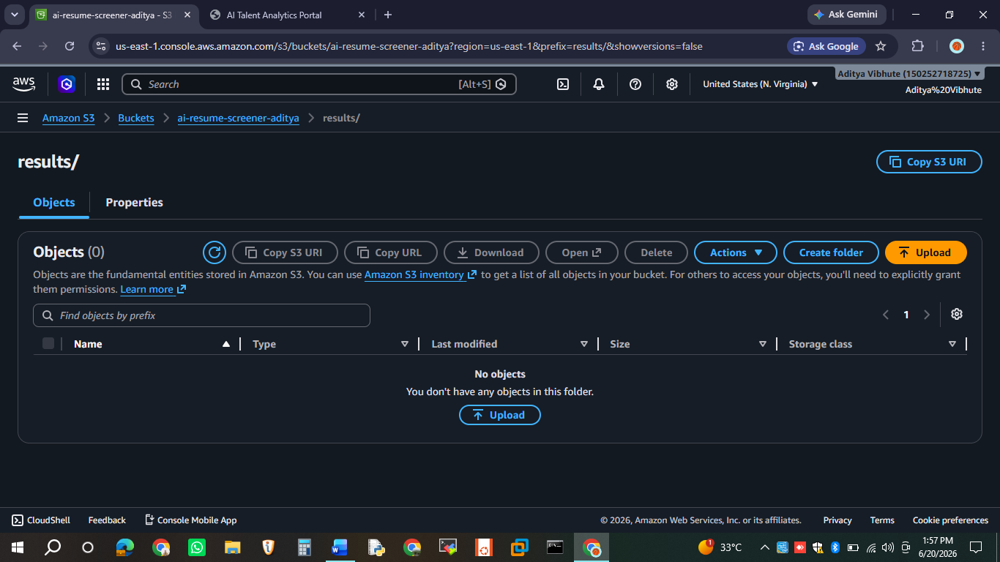 ai-resume-screener-aditya - S3
AI Talent Analytics Portal
Ask Gemini
us-east-1.console.aws.amazon.com/s3/buckets/ai-resume-screener-aditya?region=us-east-1&prefix=results/&showversions=false
Ask Google
aws
Search
[Alt+S]
United States (N. Virginia)
Aditya Vibhute (150252718725)
Aditya%20Vibhute
Amazon S3
Buckets
ai-resume-screener-aditya
results/
results/
Copy S3 URI
Objects
Properties
Objects (0)
Copy S3 URI
Copy URL
Download
Open
Delete
Actions
Create folder
Upload
Objects are the fundamental entities stored in Amazon S3. You can use Amazon S3 inventory to get a list of all objects in your bucket. For others to access your objects, you'll need to explicitly grant
them permissions. Learn more
Find objects by prefix
1
Name
Type
Last modified
Size
Storage class
No objects
You don't have any objects in this folder.
Upload
CloudShell
Feedback
Console Mobile App
© 2026, Amazon Web Services, Inc. or its affiliates.
Privacy
Terms
Cookie preferences
1
33°C
1:57 PM
6/20/2026